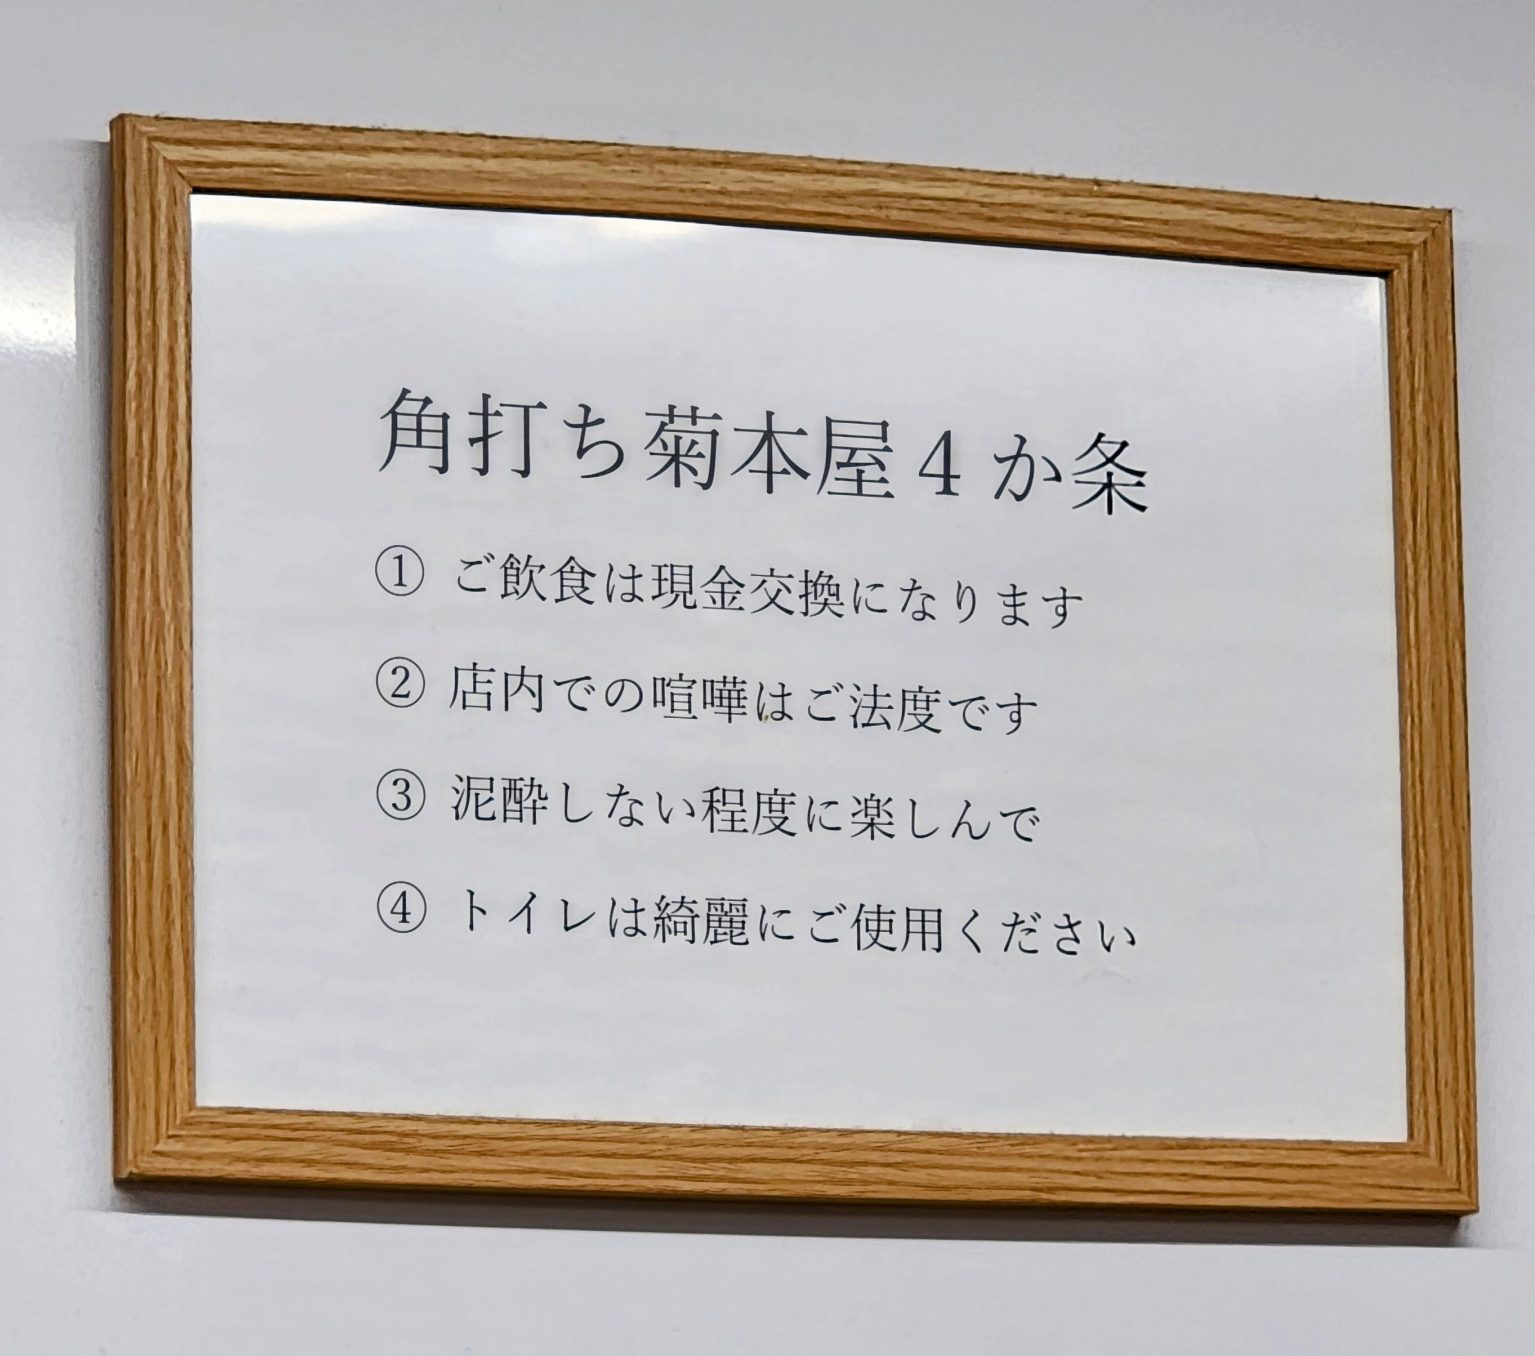 角打ち菊本屋４か条
① ご飲食は現金交換になります
② 店内での喧嘩はご法度です
③ 泥酔しない程度に楽しんで
④ トイレは綺麗にご使用ください